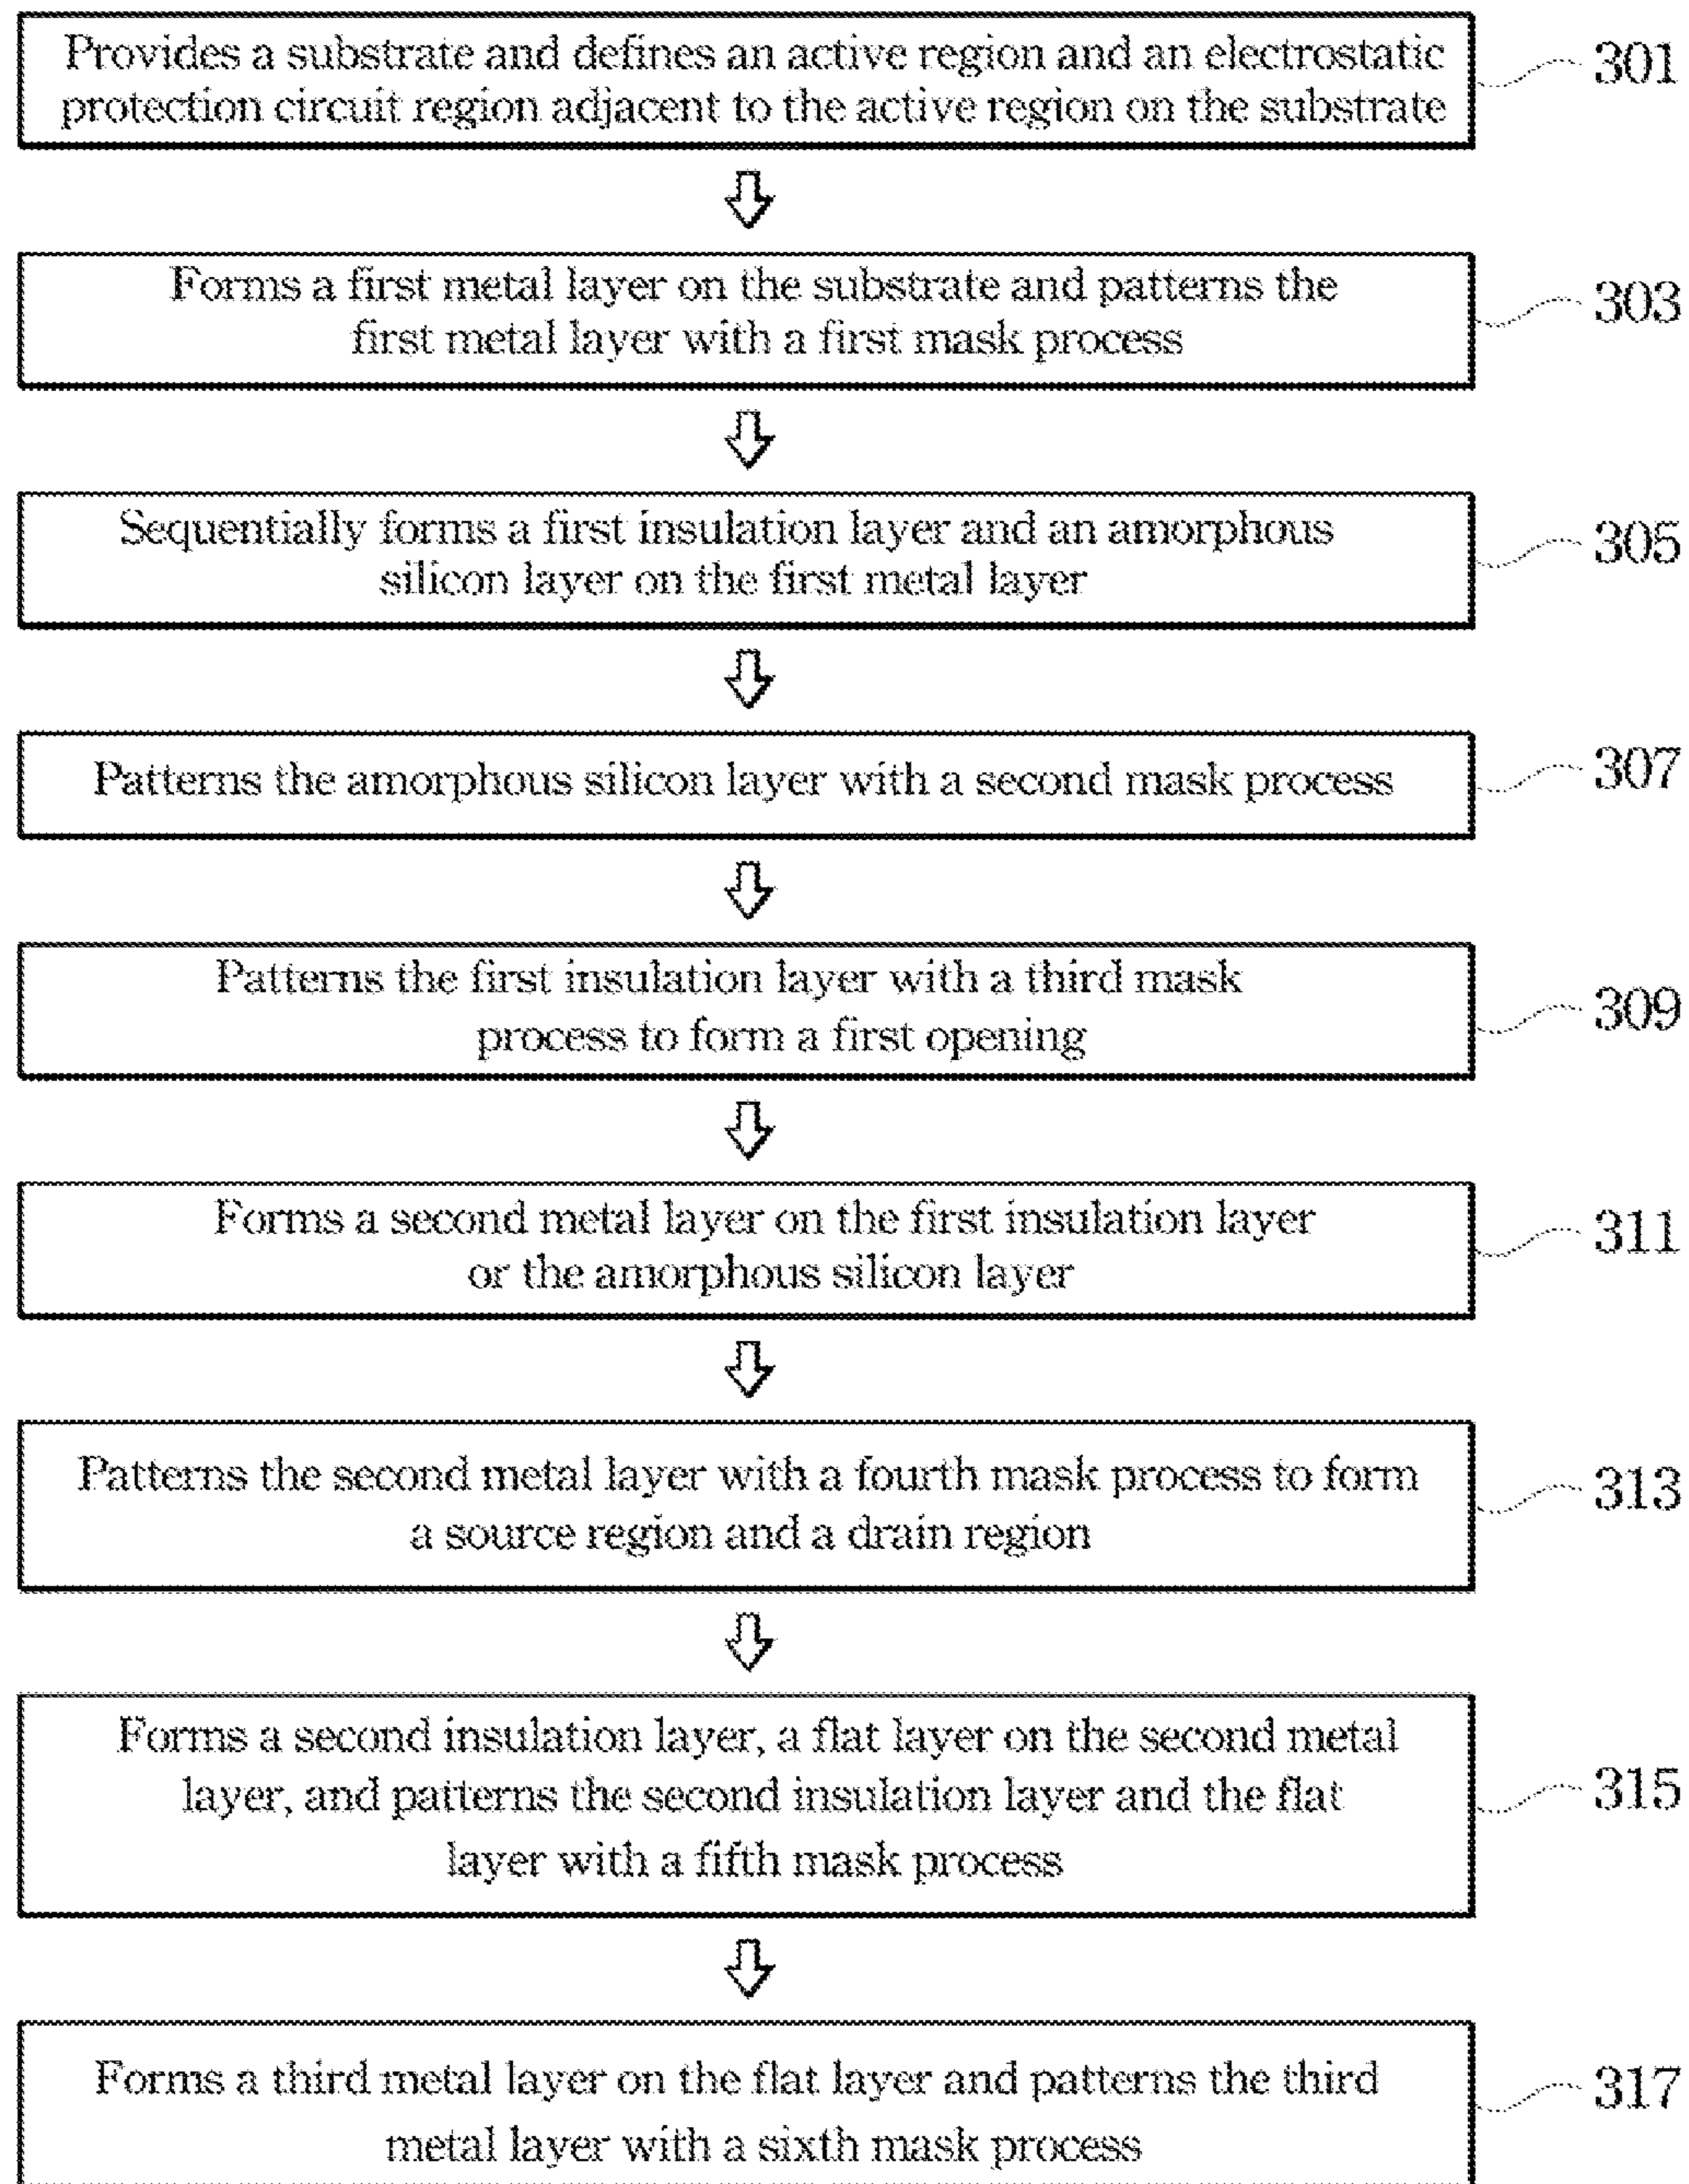 Provides a substrate and defines an active region and an electrostatic
protection circuit region adjacent to the active region on the substrate
301
Forms a first metal layer on the substrate and patterns the
first metal layer with a first mask process
303
Sequentially forms a first insulation layer and an amorphous
silicon layer on the first metal layer
305
Patterns the amorphous silicon layer with a second mask process
307
Patterns the first insulation layer with a third mask
process to form a first opening
309
Forms a second metal layer on the first insulation layer
or the amorphous silicon layer
311
Patterns the second metal layer with a fourth mask process to form
a source region and a drain region
313
Forms a second insulation layer, a flat layer on the second metal
layer, and patterns the second insulation layer and the flat
layer with a fifth mask process
315
Forms a third metal layer on the flat layer and patterns the third
metal layer with a sixth mask process
317